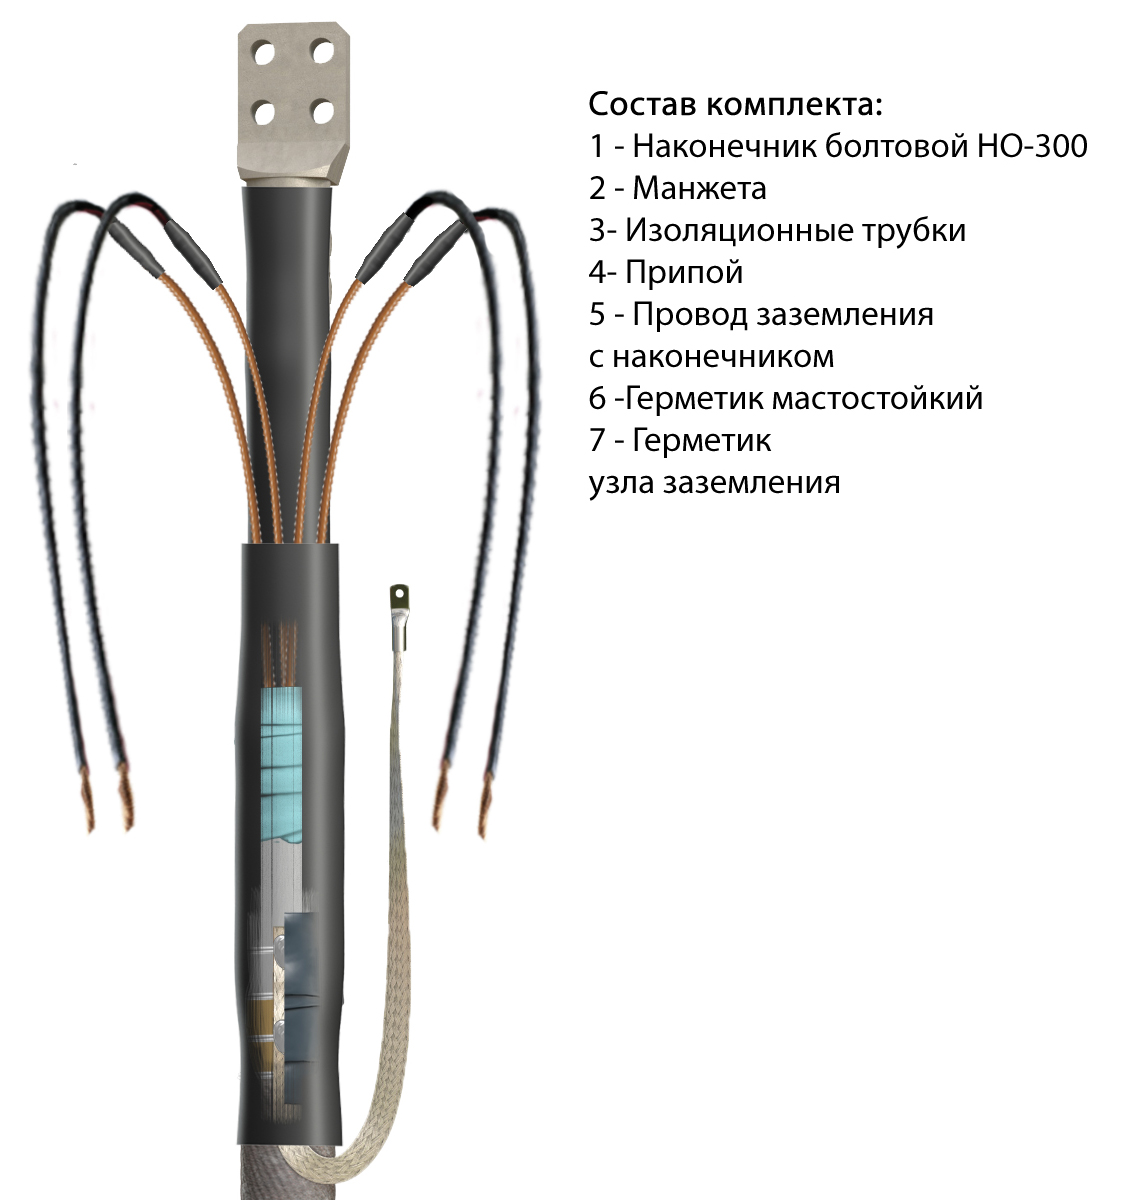 Состав комплекта:
1 - Наконечник болтовой НО-300
2 - Манжета
3- Изоляционные трубки
4- Припой
5 - Провод заземления
с наконечником
6 -Герметик мастостойкий
7 - Герметик
узла заземления